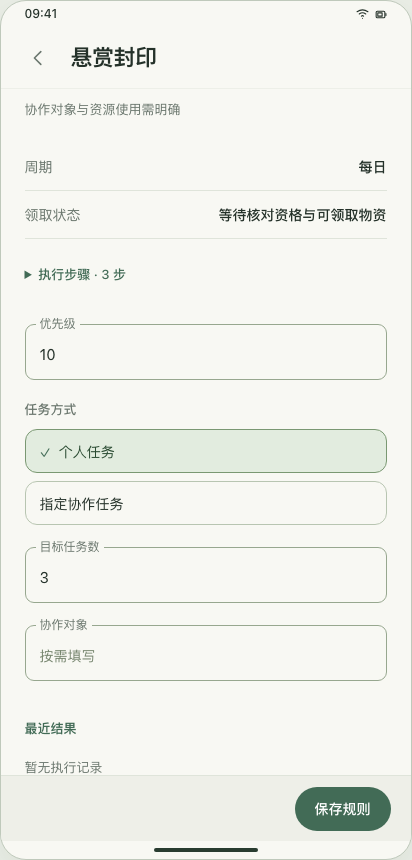 09:41
悬赏封印
协作对象与资源使用需明确
周期 每日
领取状态 等待核对资格与可领取物资
▶ 执行步骤 · 3 步
优先级
10
任务方式
✓ 个人任务
指定协作任务
目标任务数
3
协作对象
按需填写
最近结果
暂无执行记录
保存规则